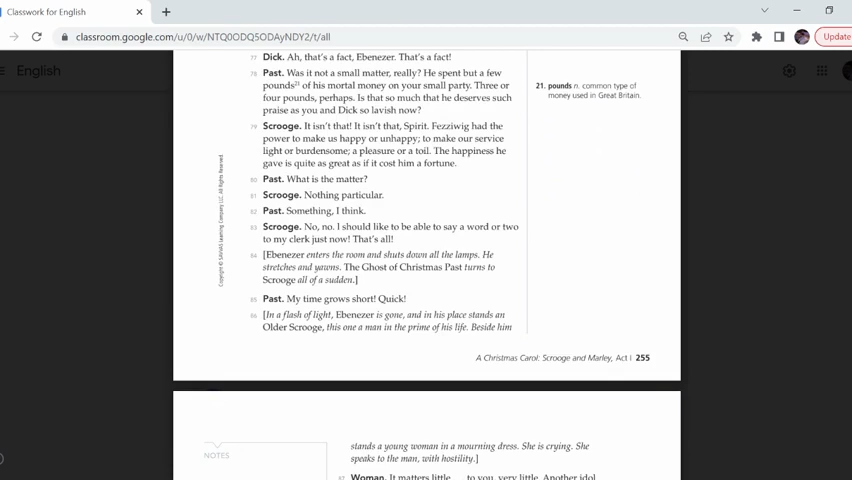 Classwork for English
classroom.google.com/u/0/w/NTQ0ODQ5ODAyNDY2/t/all
Update
English
77 Dick. Ah, that's a fact, Ebenezer. That's a fact!
78 Past. Was it not a small matter, really? He spent but a few
pounds21 of his mortal money on your small party. Three or
four pounds, perhaps. Is that so much that he deserves such
praise as you and Dick so lavish now?
21. pounds n. common type of
money used in Great Britain.
79 Scrooge. It isn't that! It isn't that, Spirit. Fezziwig had the
power to make us happy or unhappy; to make our service
light or burdensome; a pleasure or a toil. The happiness he
gave is quite as great as if it cost him a fortune.
80 Past. What is the matter?
81 Scrooge. Nothing particular.
82 Past. Something, I think.
83 Scrooge. No, no. I should like to be able to say a word or two
to my clerk just now! That's all!
84 [Ebenezer enters the room and shuts down all the lamps. He
stretches and yawns. The Ghost of Christmas Past turns to
Scrooge all of a sudden.]
85 Past. My time grows short! Quick!
86 [In a flash of light, Ebenezer is gone, and in his place stands an
Older Scrooge, this one a man in the prime of his life. Beside him
Copyright © SAVVAS Learning Company LLC. All Rights Reserved.
A Christmas Carol: Scrooge and Marley, Act I 255
NOTES
stands a young woman in a mourning dress. She is crying. She
speaks to the man, with hostility.]
87 Woman. It matters little . . . to you, very little. Another idol